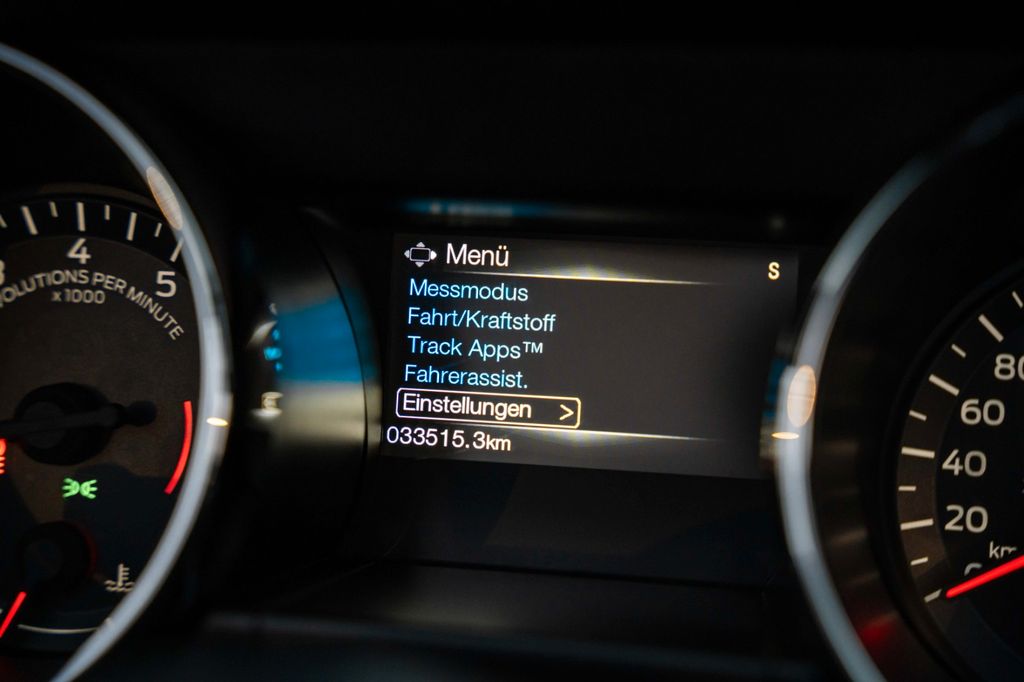 Menü
S
Messmodus
Fahrt/Kraftstoff
Track Apps™
Fahrerassist.
Einstellungen >
033515.3km
4
5
OLUTIONS PER MINUTE
x1000
80
60
40
20
km